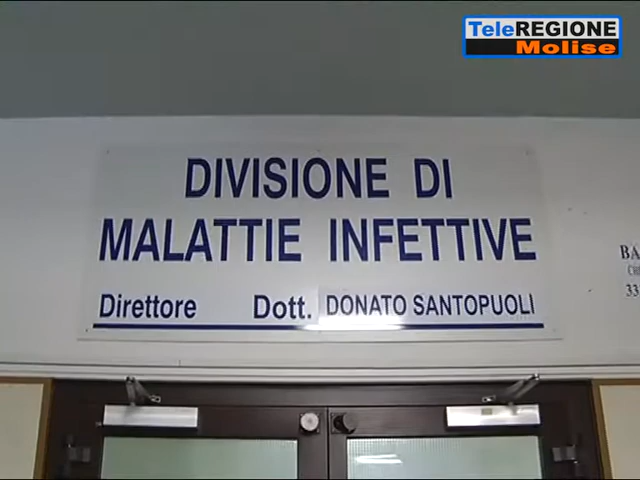 TeleREGIONE
Molise
DIVISIONE DI
MALATTIE INFETTIVE
Direttore Dott. DONATO SANTOPUOLI